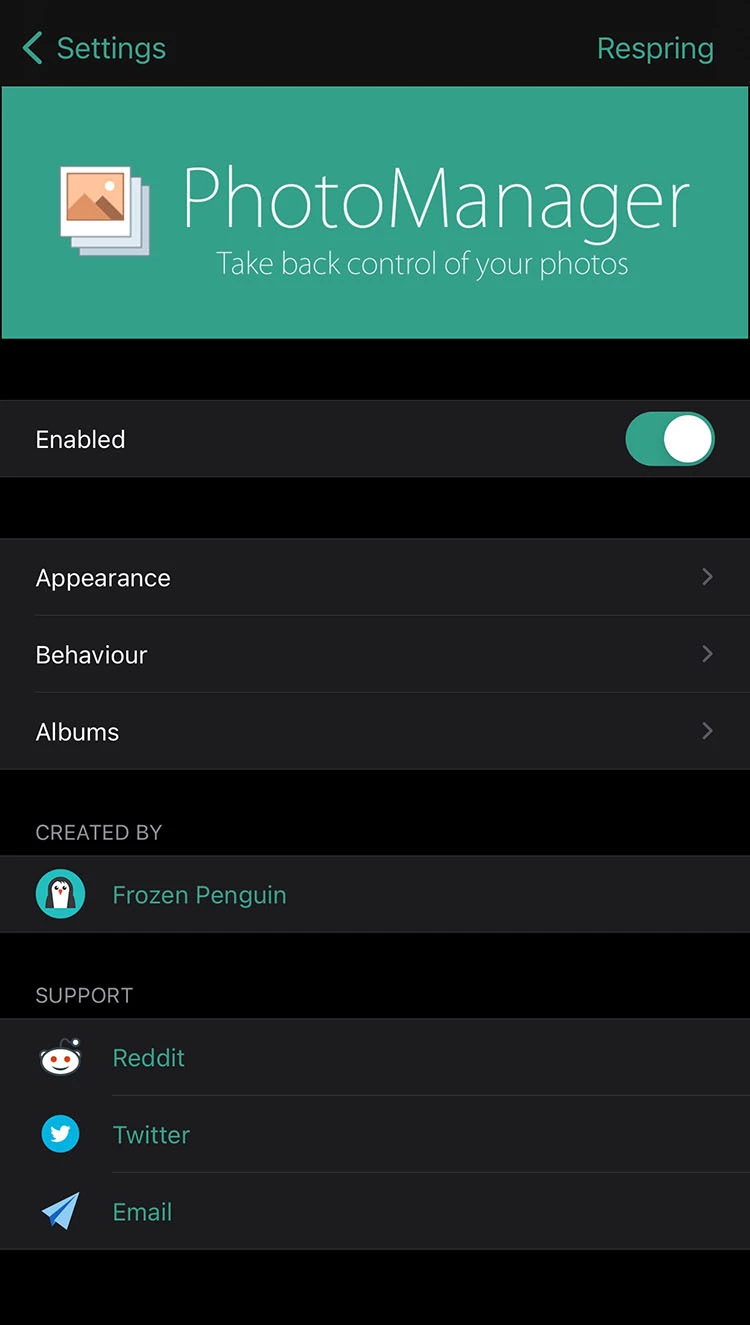 Settings
Respring
PhotoManager
Take back control of your photos
Enabled
Appearance
Behaviour
Albums
CREATED BY
Frozen Penguin
SUPPORT
Reddit
Twitter
Email